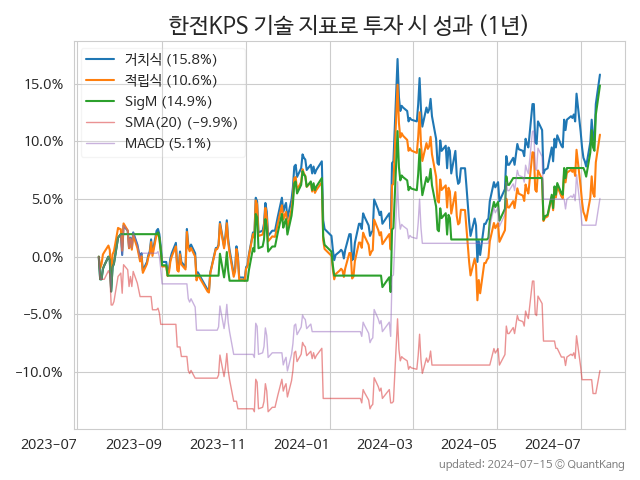 한전KPS 기술 지표로 투자 시 성과 (1년)
거치식 (15.8%)
적립식 (10.6%)
SigM (14.9%)
SMA(20) (−9.9%)
MACD (5.1%)
15.0%
10.0%
5.0%
0.0%
−5.0%
−10.0%
2023-07 2023-09 2023-11 2024-01 2024-03 2024-05 2024-07
updated: 2024-07-15 © QuantKang